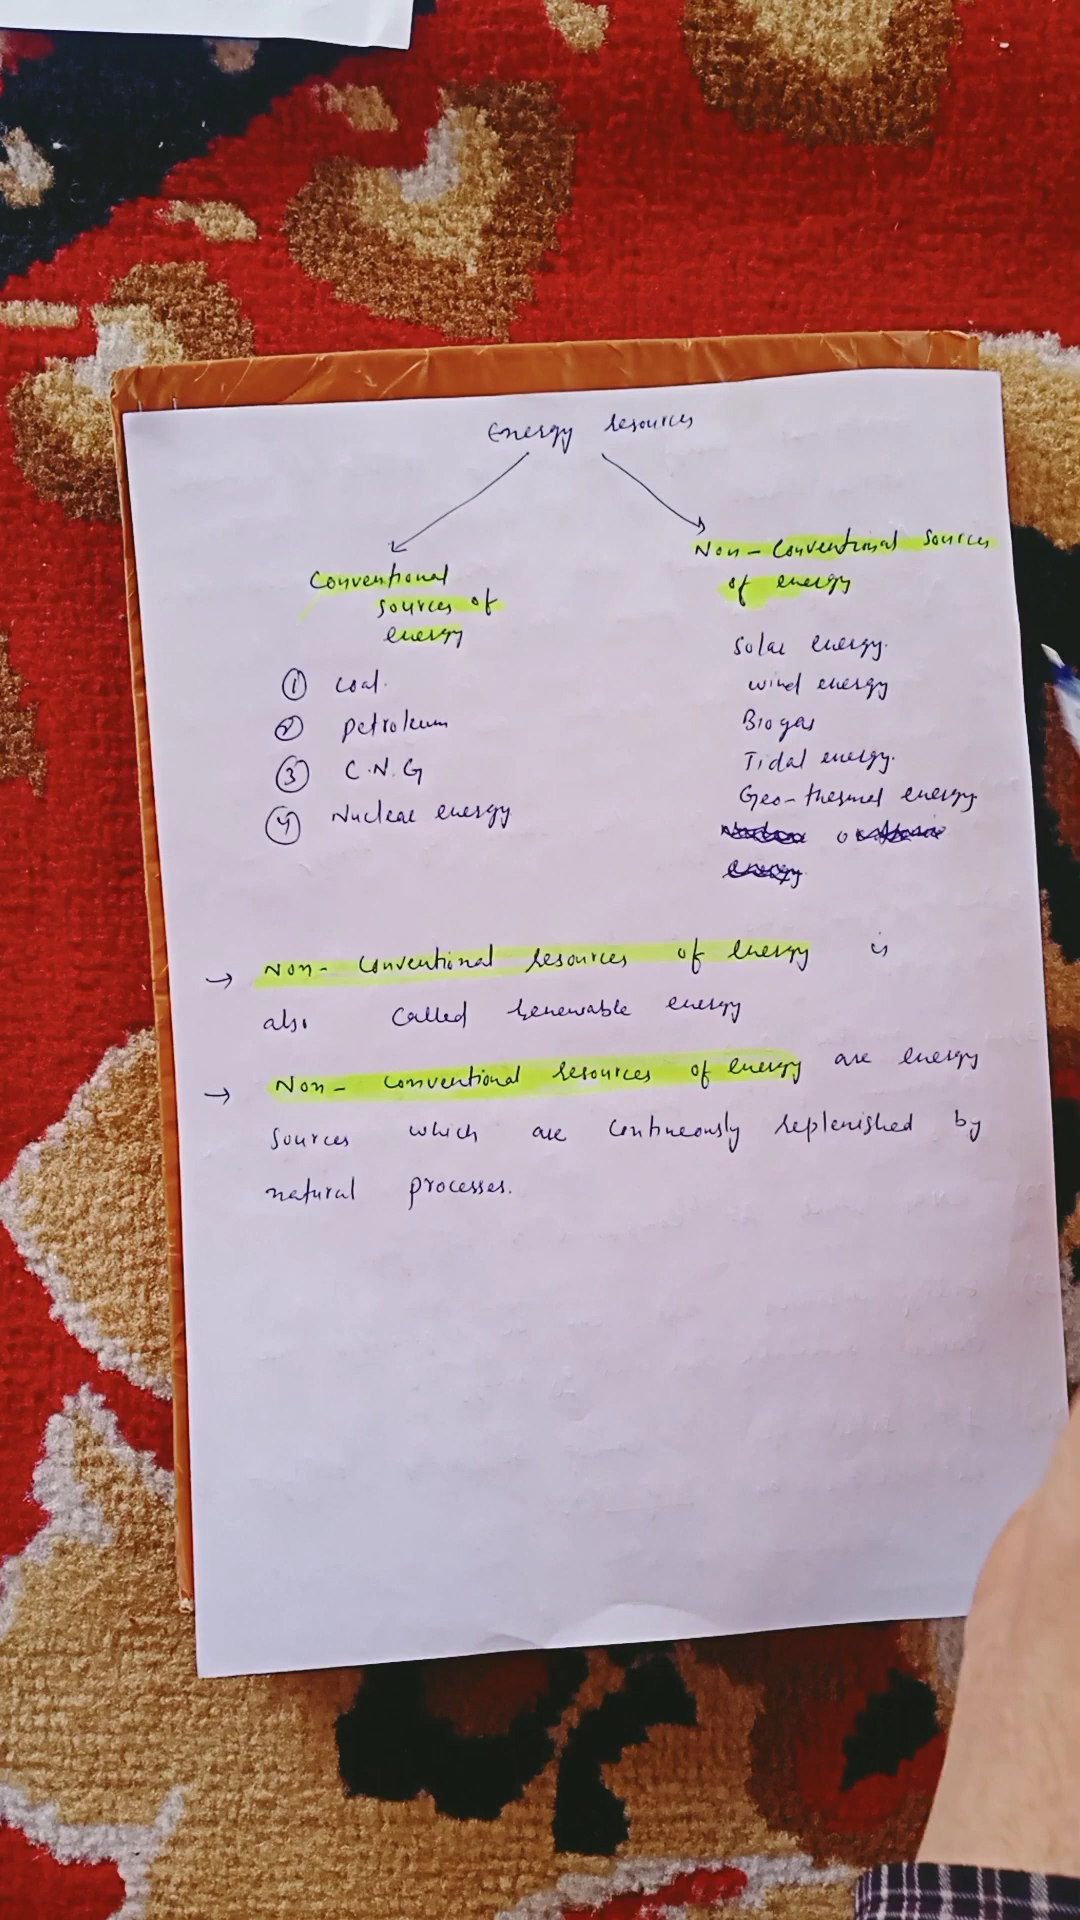 Energy resources
Conventional
sources of
energy
① coal.
② petroleum
③ C.N.G
④ Nuclear energy
Non-Conventional sources
of energy
Solar energy.
wind energy
Biogas
Tidal energy.
Geo-thermal energy
energy
→ Non-Conventional resources of energy is
also called renewable energy
→ Non-Conventional resources of energy are energy
sources which are continously replenished by
natural processes.